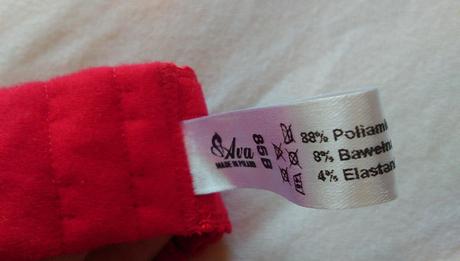 Ava
MADE IN POLAND
85B
88% Poliami
8% Bawełn
4% Elastan